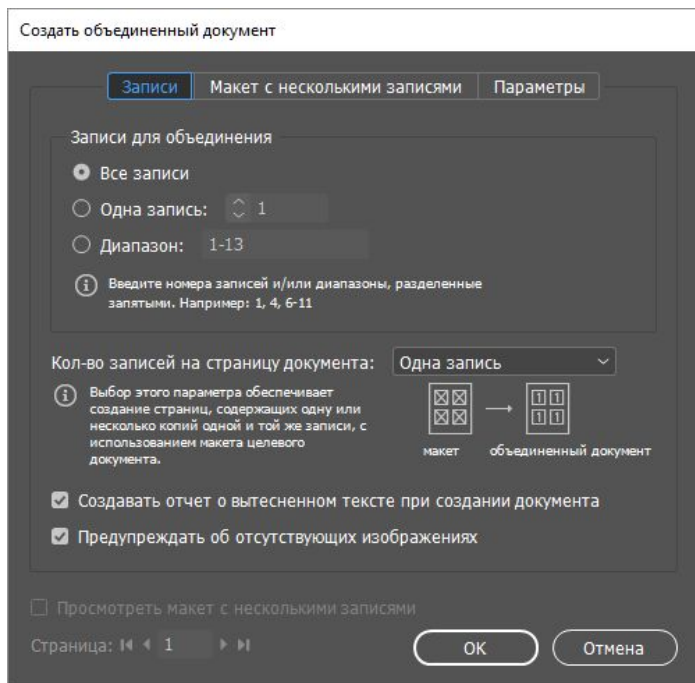 Создать объединенный документ
Записи
Макет с несколькими записями
Параметры
Записи для объединения
Все записи
Одна запись: 1
Диапазон: 1-13
Введите номера записей и/или диапазоны, разделенные
запятыми. Например: 1, 4, 6-11
Кол-во записей на страницу документа: Одна запись
Выбор этого параметра обеспечивает
создание страниц, содержащих одну или
несколько копий одной и той же записи, с
использованием макета целевого
документа.
1 1
1 1
макет объединенный документ
Создавать отчет о вытесненном тексте при создании документа
Предупреждать об отсутствующих изображениях
Просмотреть макет с несколькими записями
Страница: 1
OK
Отмена